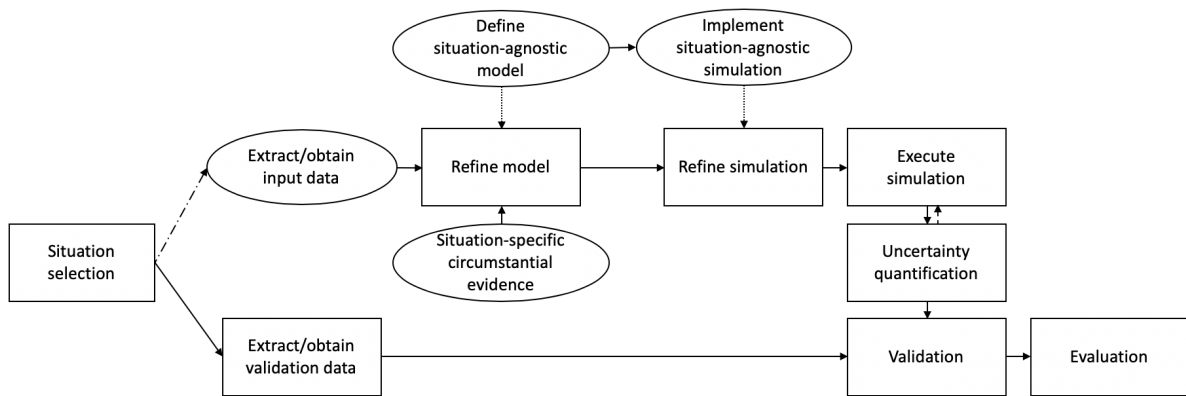 Define
situation-agnostic
model
Implement
situation-agnostic
simulation
Extract/obtain
input data
Refine model
Refine simulation
Execute
simulation
Situation
selection
Situation-specific
circumstantial
evidence
Uncertainty
quantification
Extract/obtain
validation data
Validation
Evaluation